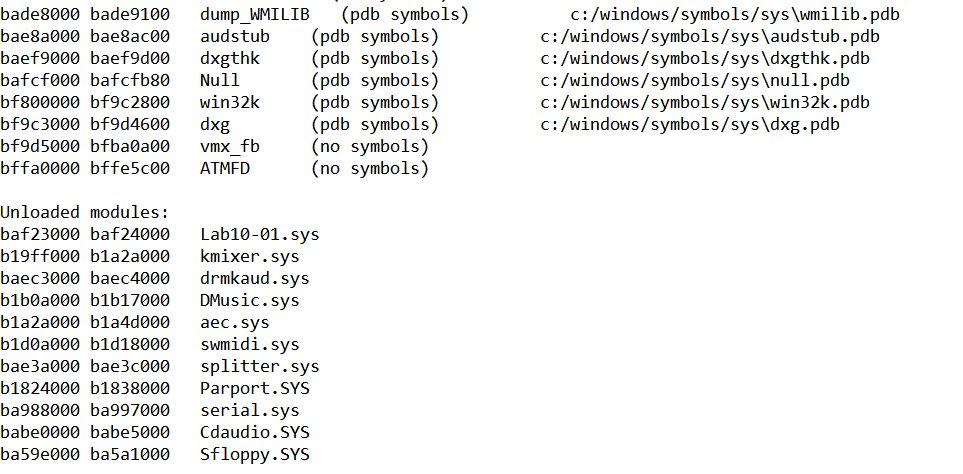 bade8000 bade9100   dump_WMILIB   (pdb symbols)          c:/windows/symbols/sys\wmilib.pdb
bae8a000 bae8ac00   audstub    (pdb symbols)          c:/windows/symbols/sys\audstub.pdb
baef9000 baef9d00   dxgthk     (pdb symbols)          c:/windows/symbols/sys\dxgthk.pdb
bafcf000 bafcfb80   Null       (pdb symbols)          c:/windows/symbols/sys\null.pdb
bf800000 bf9c2800   win32k     (pdb symbols)          c:/windows/symbols/sys\win32k.pdb
bf9c3000 bf9d4600   dxg        (pdb symbols)          c:/windows/symbols/sys\dxg.pdb
bf9d5000 bfba0a00   vmx_fb     (no symbols)
bffa0000 bffe5c00   ATMFD      (no symbols)

Unloaded modules:
baf23000 baf24000   Lab10-01.sys
b19ff000 b1a2a000   kmixer.sys
baec3000 baec4000   drmkaud.sys
b1b0a000 b1b17000   DMusic.sys
b1a2a000 b1a4d000   aec.sys
b1d0a000 b1d18000   swmidi.sys
bae3a000 bae3c000   splitter.sys
b1824000 b1838000   Parport.SYS
ba988000 ba997000   serial.sys
babe0000 babe5000   Cdaudio.SYS
ba59e000 ba5a1000   Sfloppy.SYS